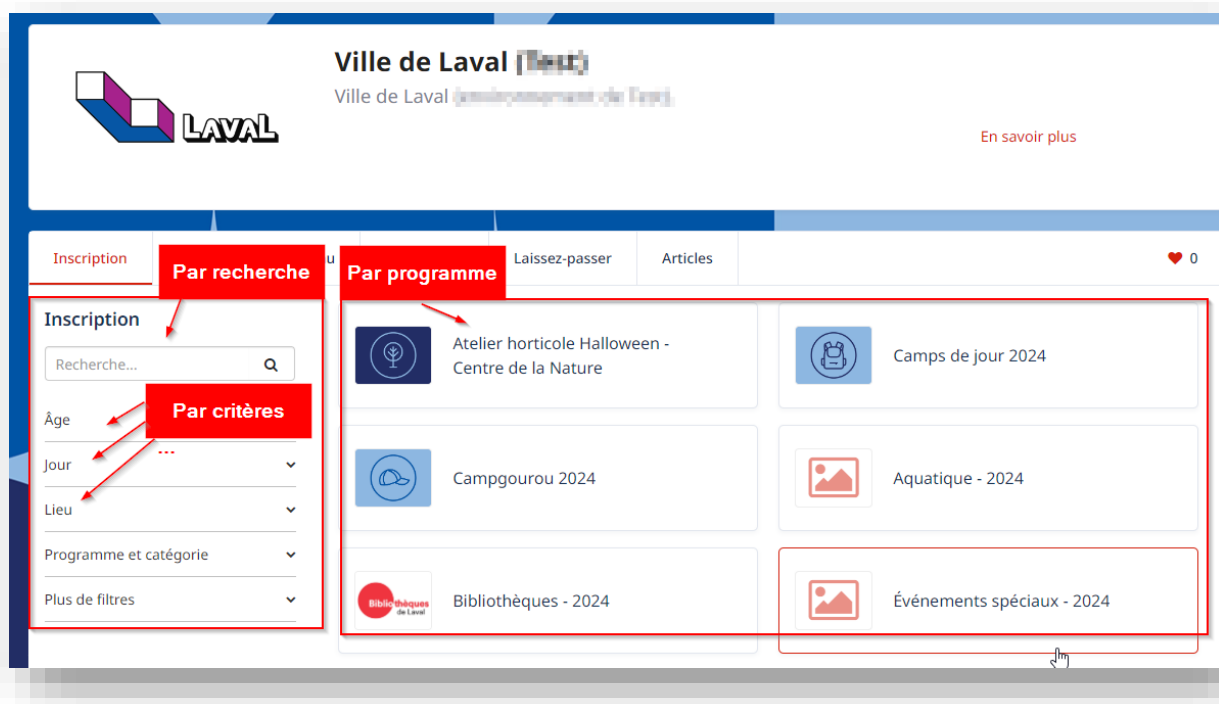 Ville de Laval (Test)
Ville de Laval
LAVAL
En savoir plus
Inscription
Par recherche
u
Par programme
Laissez-passer
Articles
0
Inscription
Recherche...
Par critères
...
Âge
Jour
Lieu
Programme et catégorie
Plus de filtres
Atelier horticole Halloween -
Centre de la Nature
Camps de jour 2024
Campgourou 2024
Aquatique - 2024
Bibliothèques
de Laval
Bibliothèques - 2024
Événements spéciaux - 2024